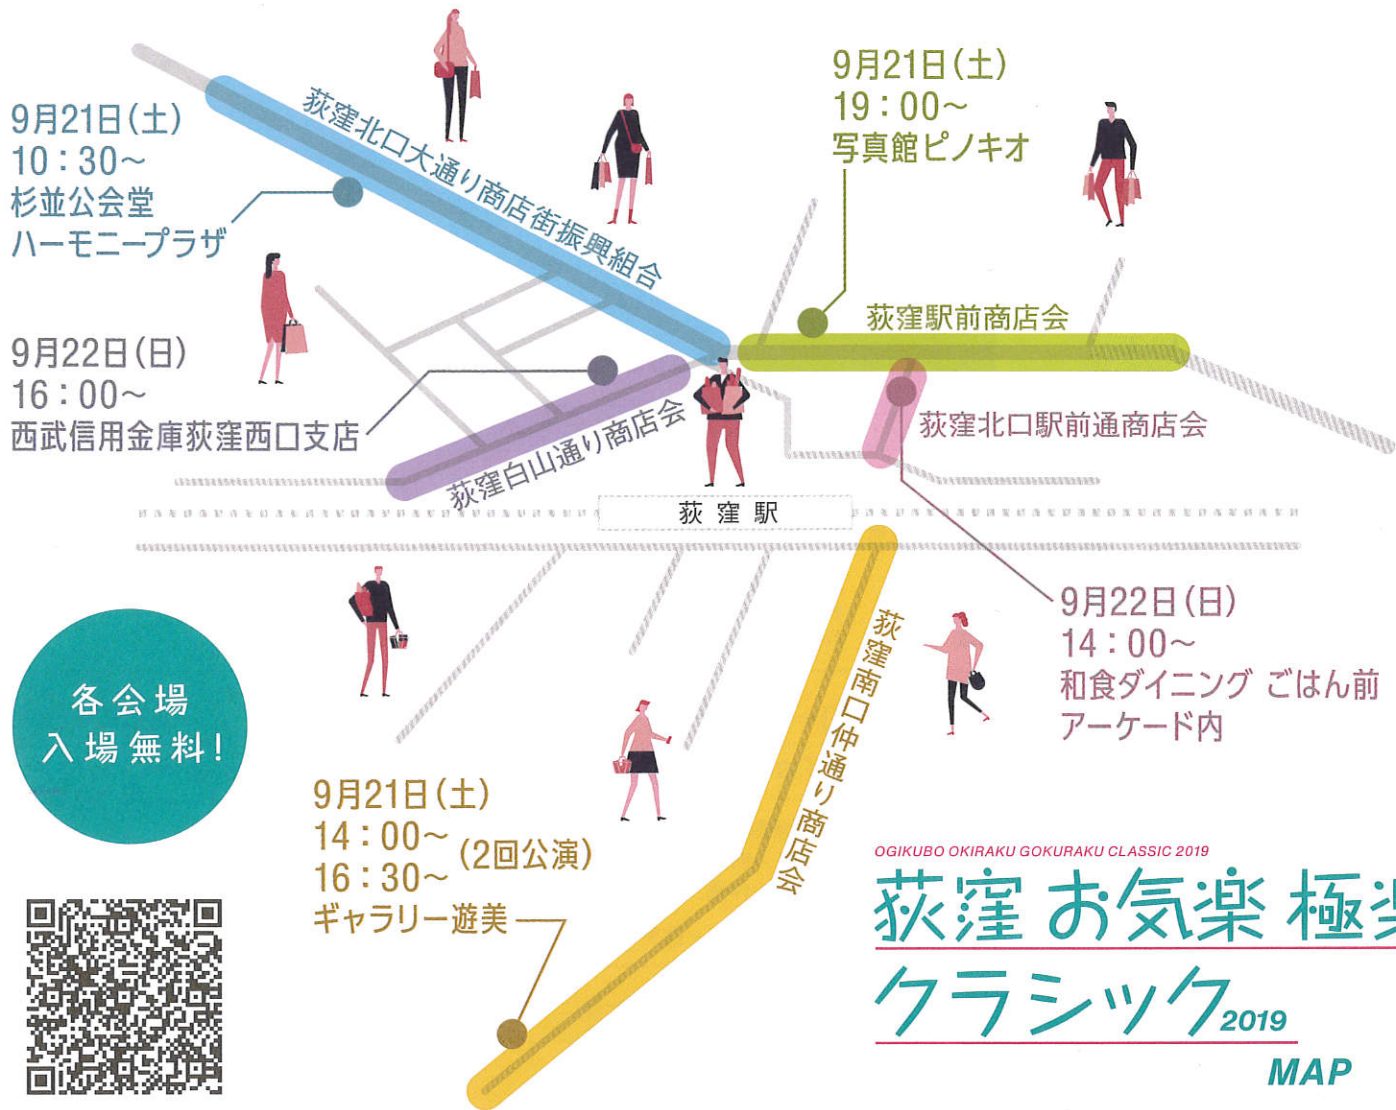 9月21日(土)
10：30～
杉並公会堂
ハーモニープラザ
荻窪北口大通り商店街振興組合
9月21日(土)
19：00～
写真館ピノキオ
荻窪駅前商店会
9月22日(日)
16：00～
西武信用金庫荻窪西口支店
荻窪白山通り商店会
荻窪北口駅前通商店会
荻窪駅
9月22日(日)
14：00～
和食ダイニング ごはん前
アーケード内
荻窪南口仲通り商店会
各会場
入場無料!
9月21日(土)
14：00～
16：30～
(2回公演)
ギャラリー遊美
OGIKUBO OKIRAKU GOKURAKU CLASSIC 2019
荻窪 お気楽 極楽
クラシック2019
MAP